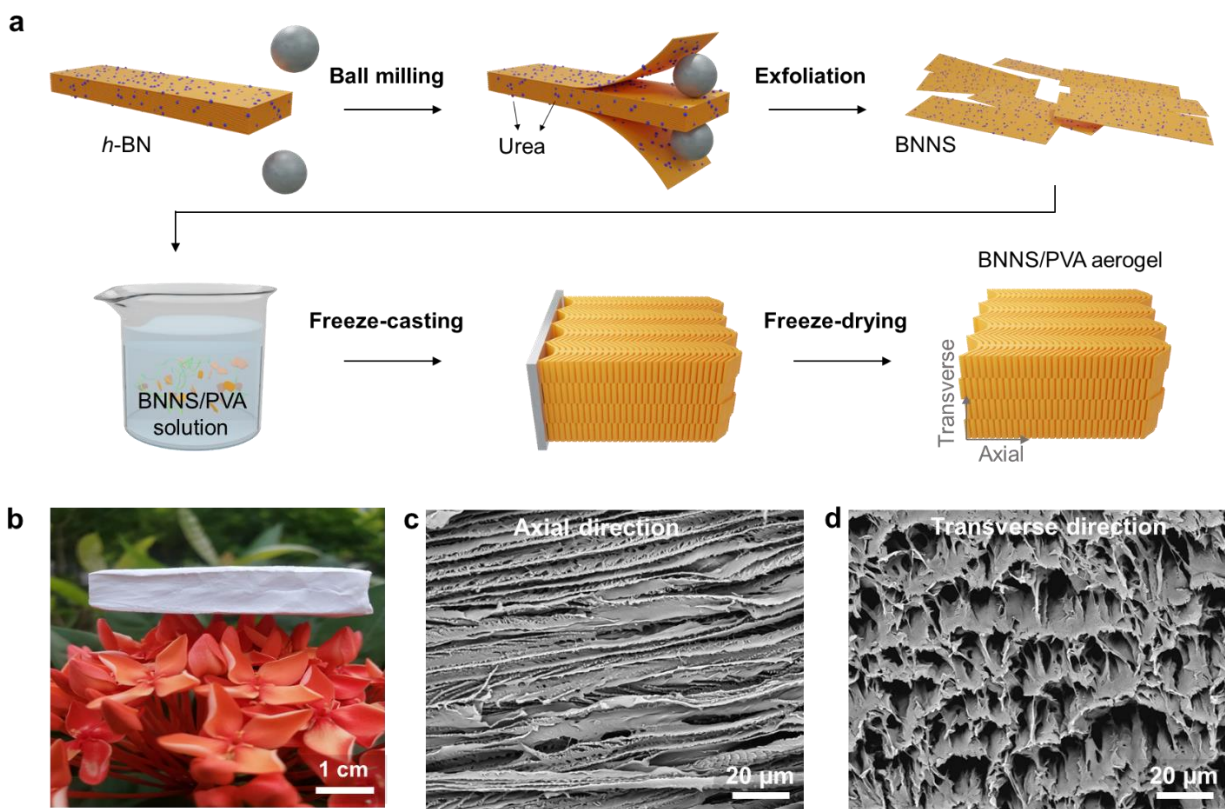 a
Ball milling
Exfoliation
h-BN
Urea
BNNS
BNNS/PVA aerogel
Freeze-casting
Freeze-drying
BNNS/PVA
solution
Transverse
Axial
b
1 cm
c
Axial direction
20 µm
d
Transverse direction
20 µm